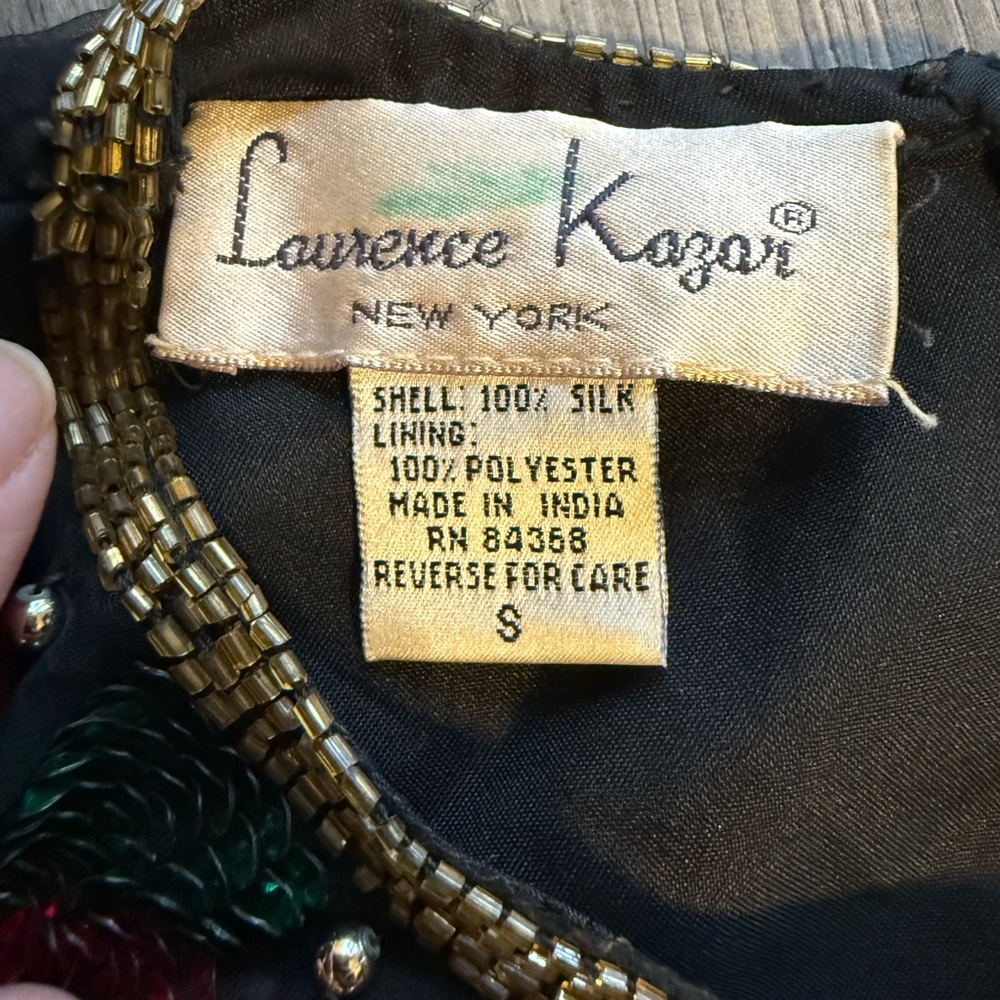 Laurence Kazar®
NEW YORK
SHELL: 100% SILK
LINING:
100% POLYESTER
MADE IN INDIA
RN 84368
REVERSE FOR CARE
S